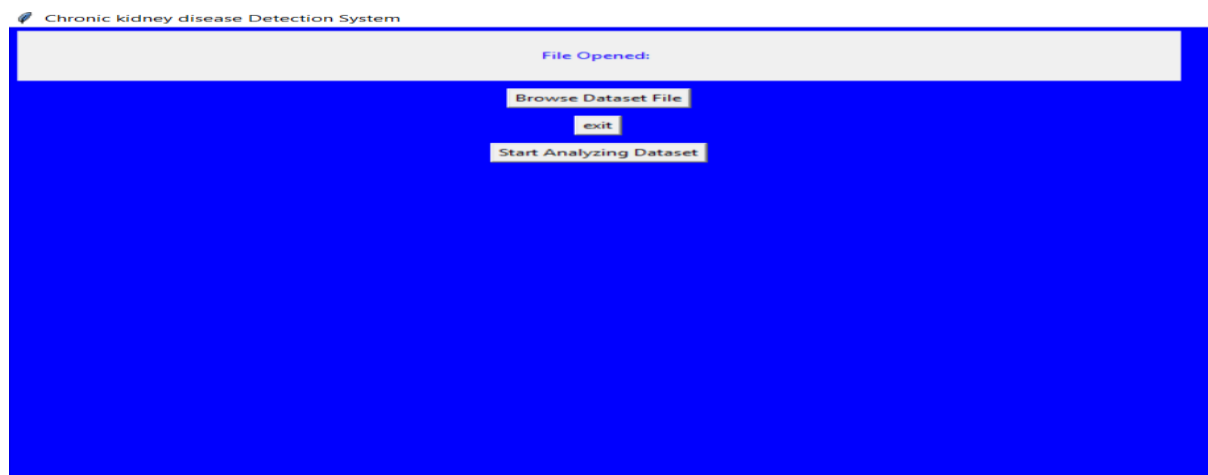 Chronic kidney disease Detection System
File Opened:
Browse Dataset File
exit
Start Analyzing Dataset